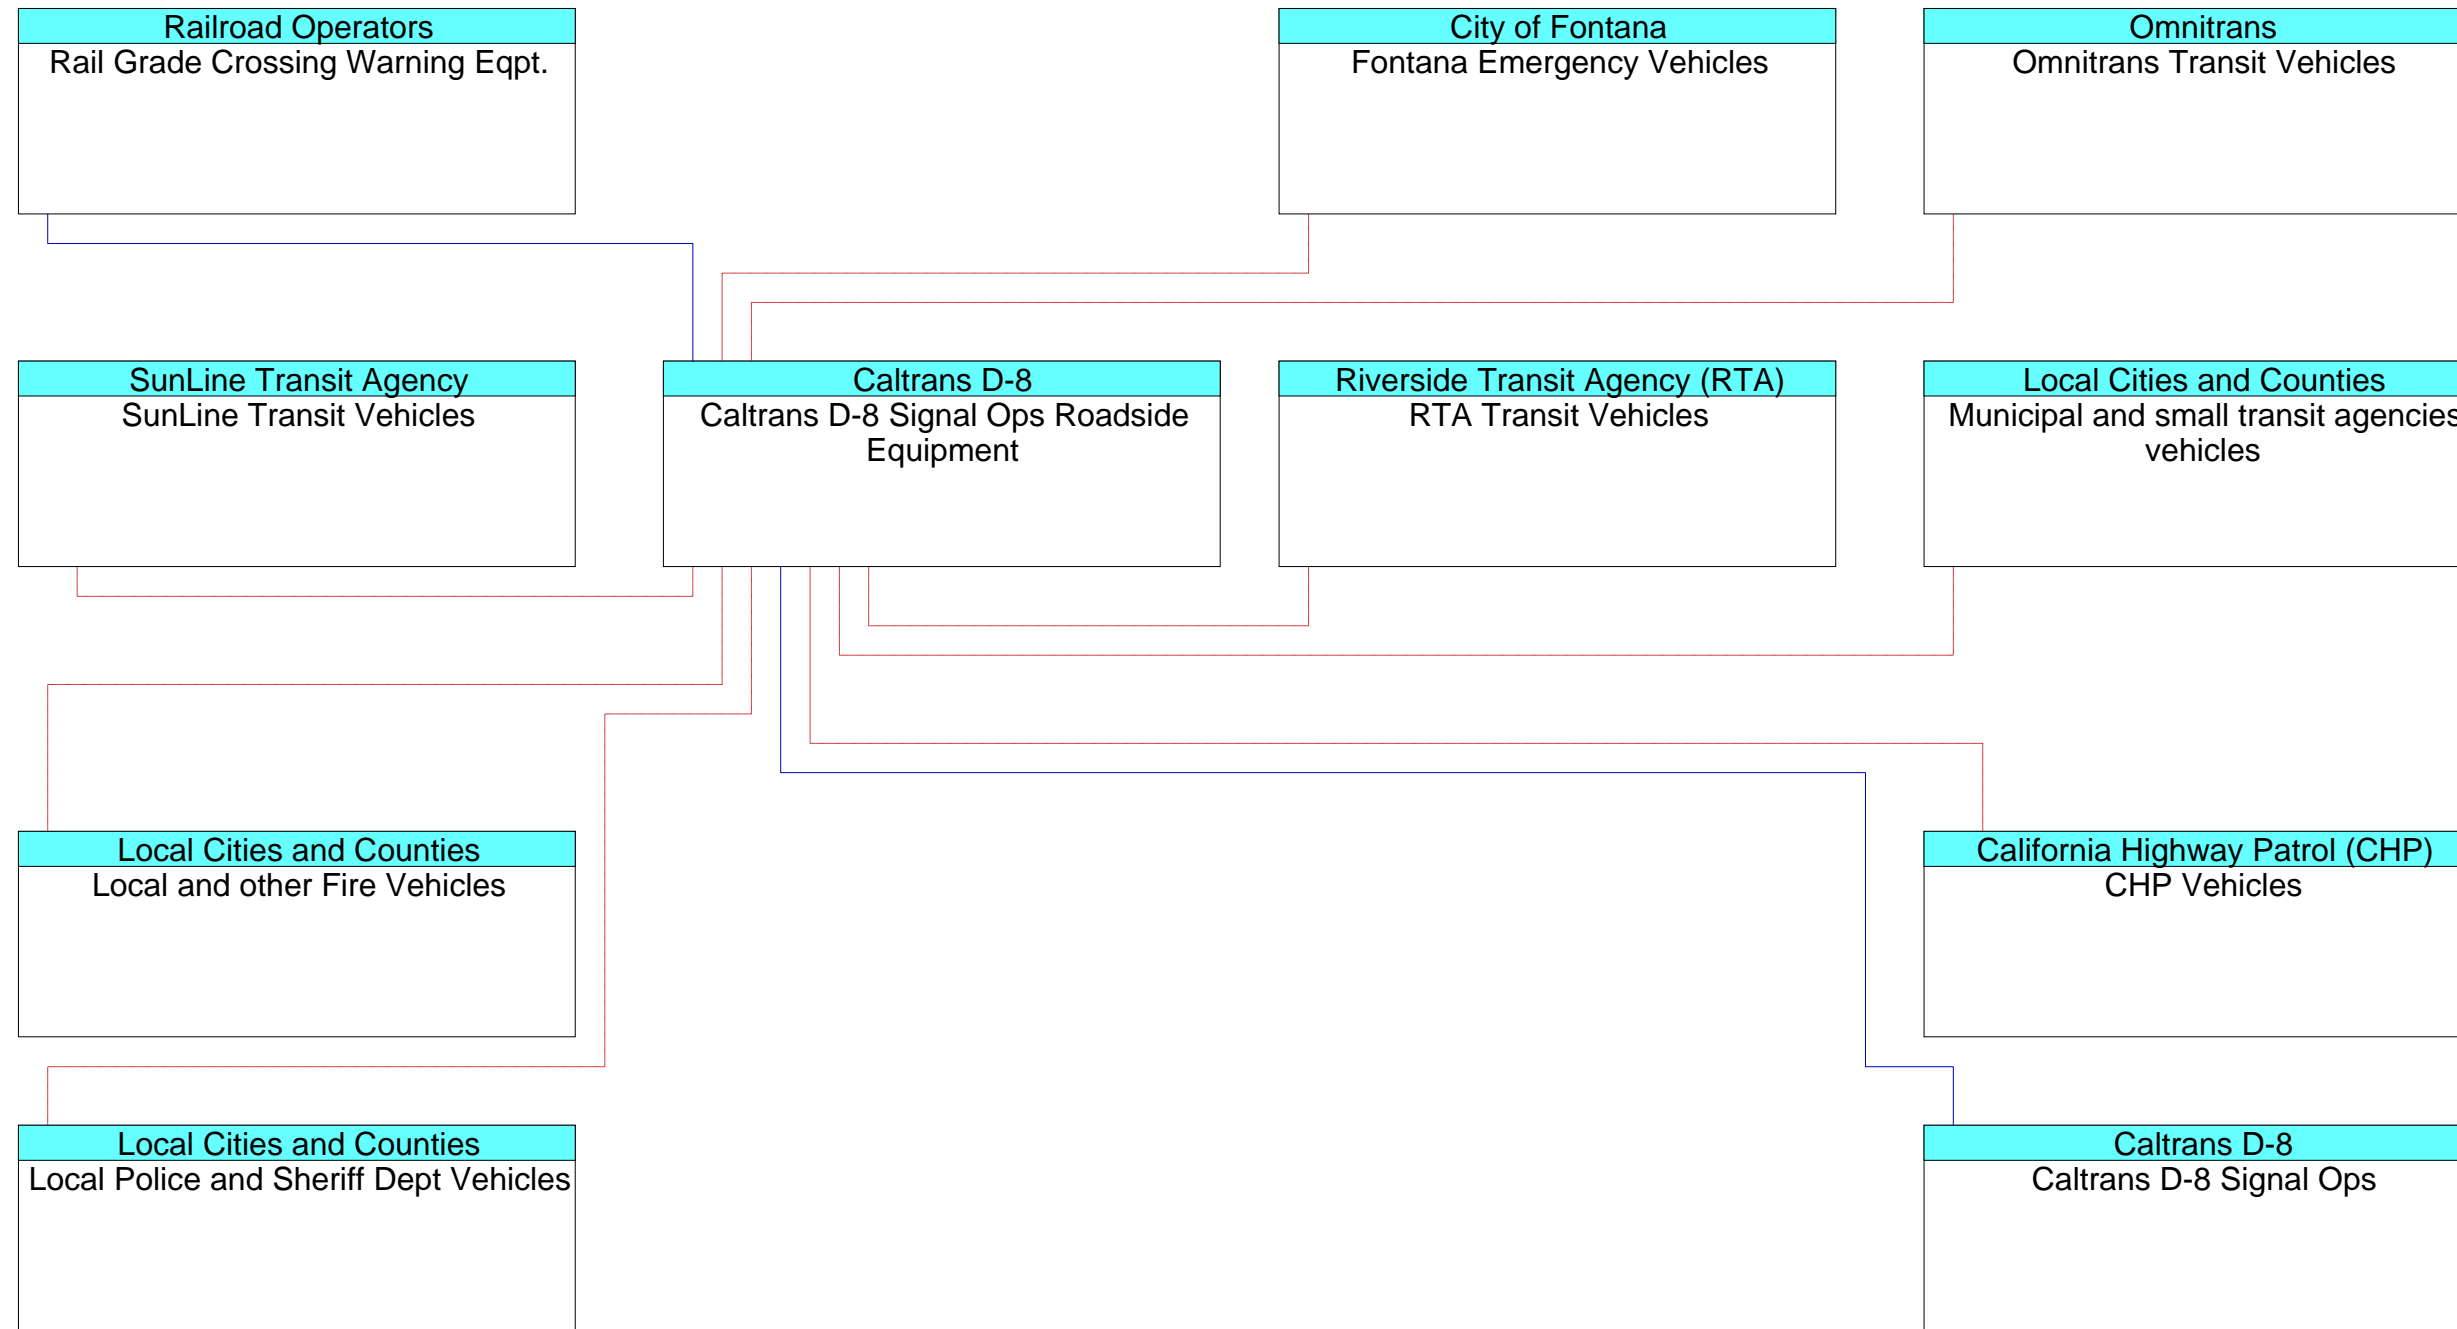 Railroad Operators
Rail Grade Crossing Warning Eqpt.
City of Fontana
Fontana Emergency Vehicles
Omnitrans
Omnitrans Transit Vehicles
SunLine Transit Agency
SunLine Transit Vehicles
Caltrans D-8
Caltrans D-8 Signal Ops Roadside
Equipment
Riverside Transit Agency (RTA)
RTA Transit Vehicles
Local Cities and Counties
Municipal and small transit agencies
vehicles
Local Cities and Counties
Local and other Fire Vehicles
California Highway Patrol (CHP)
CHP Vehicles
Local Cities and Counties
Local Police and Sheriff Dept Vehicles
Caltrans D-8
Caltrans D-8 Signal Ops